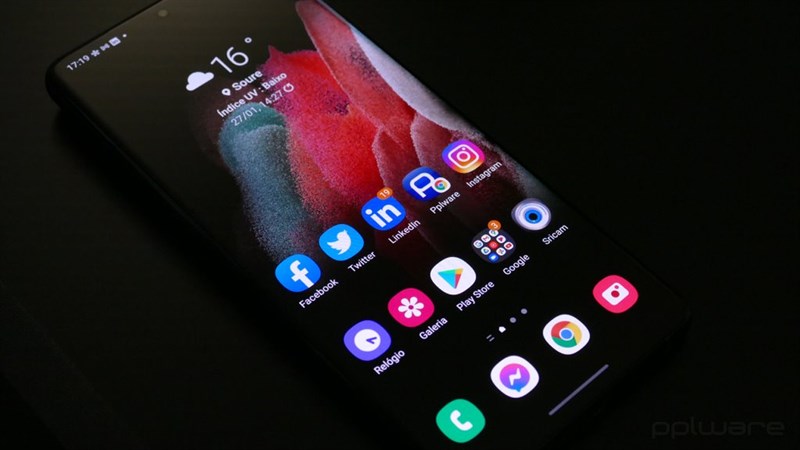 17:19
16°
Soure
Índice UV : Baixo
27/01, 14:27
Facebook
Twitter
19
LinkedIn
Pplware
Instagram
Relógio
Galeria
Play Store
3
Google
Sricam
pplware